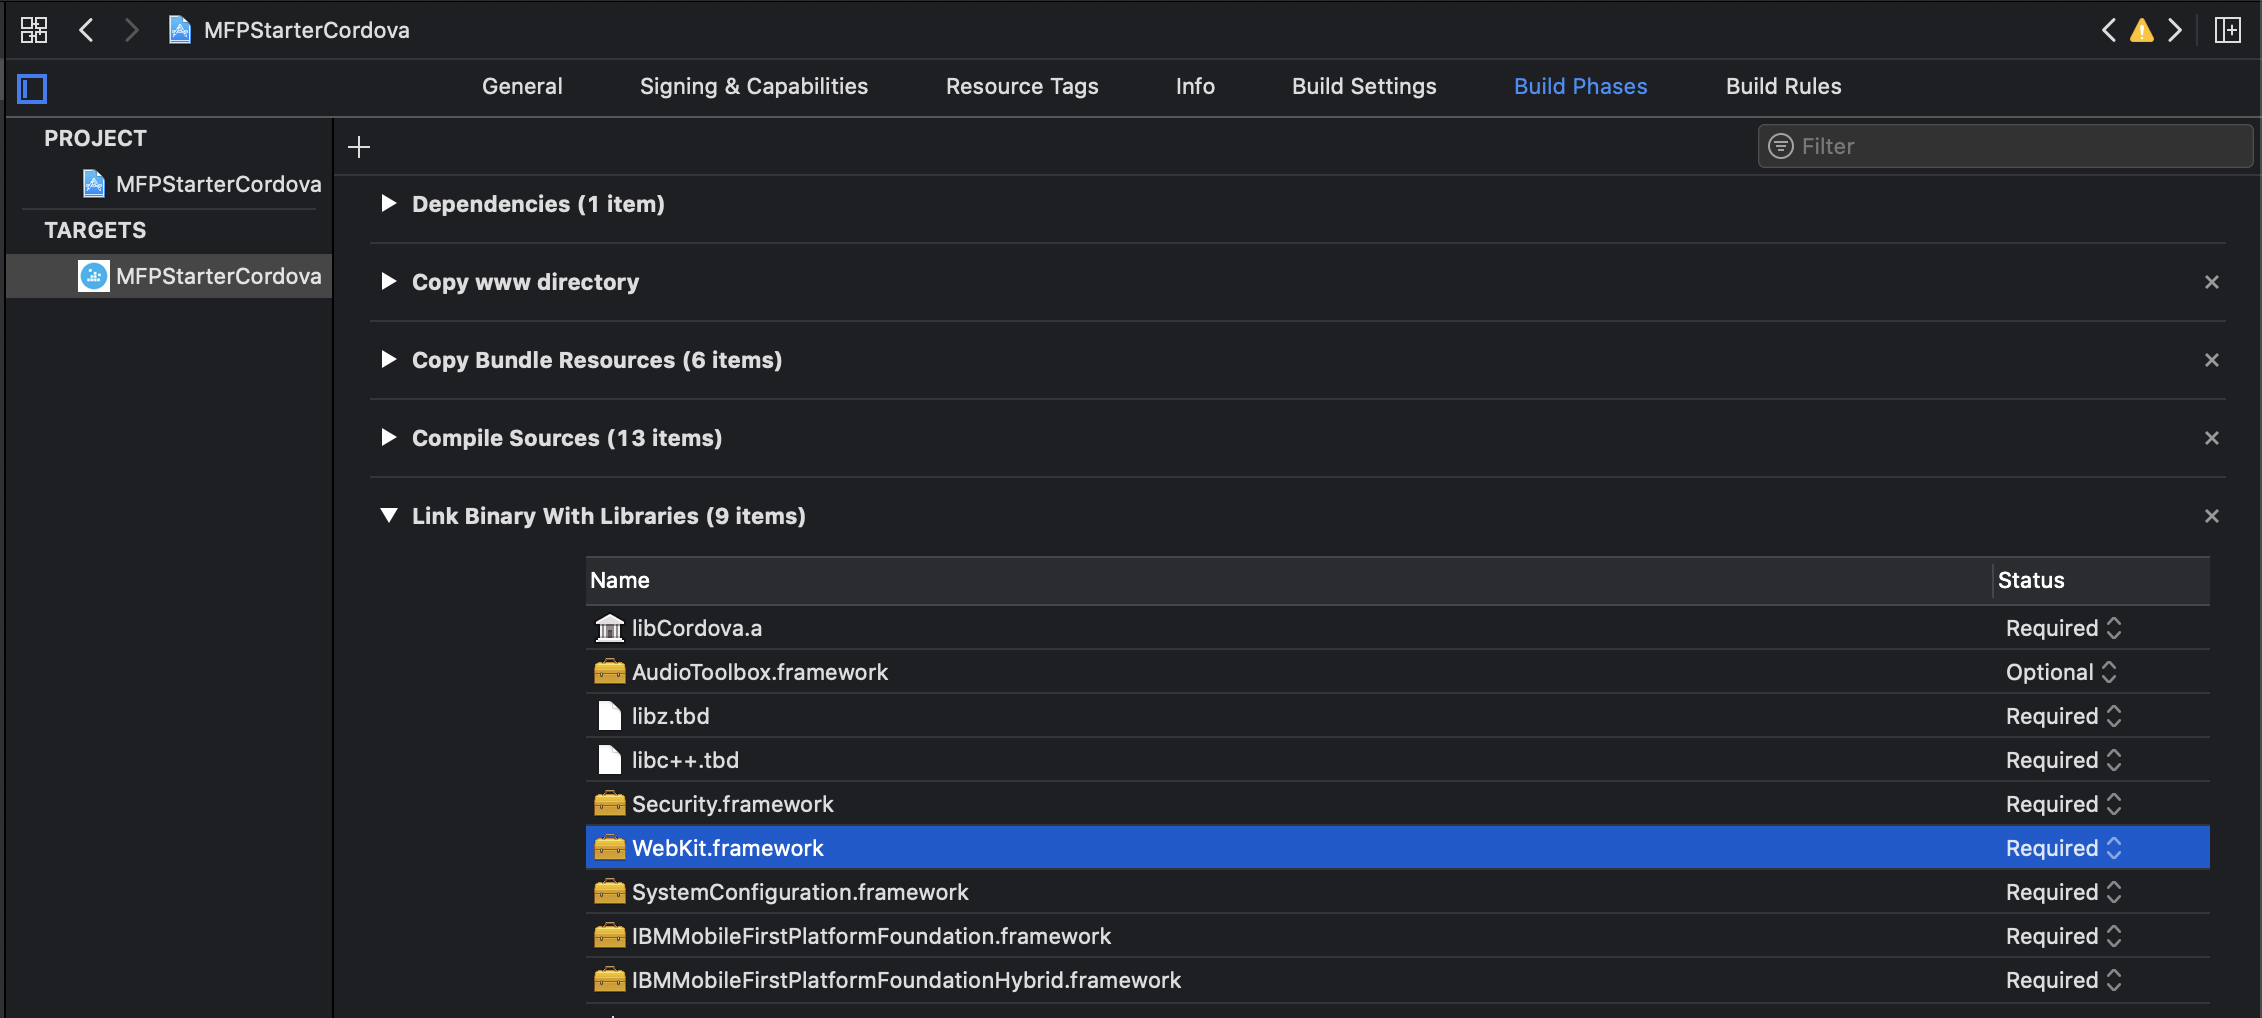 MFPStarterCordova
General Signing & Capabilities Resource Tags Info Build Settings Build Phases Build Rules
PROJECT
MFPStarterCordova
TARGETS
MFPStarterCordova
Filter
Dependencies (1 item)
Copy www directory
Copy Bundle Resources (6 items)
Compile Sources (13 items)
Link Binary With Libraries (9 items)
Name Status
libCordova.a Required
AudioToolbox.framework Optional
libz.tbd Required
libc++.tbd Required
Security.framework Required
WebKit.framework Required
SystemConfiguration.framework Required
IBMMobileFirstPlatformFoundation.framework Required
IBMMobileFirstPlatformFoundationHybrid.framework Required